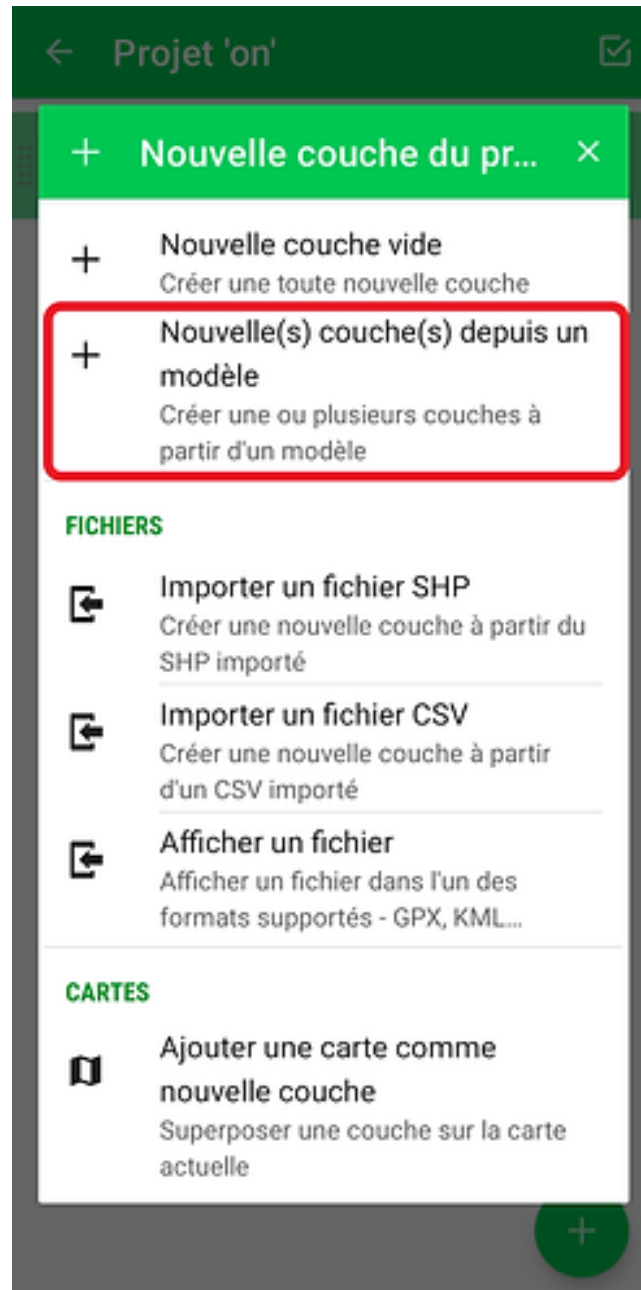 Projet 'on'
Nouvelle couche du pr...
Nouvelle couche vide
Créer une toute nouvelle couche
Nouvelle(s) couche(s) depuis un
modèle
Créer une ou plusieurs couches à
partir d'un modèle
FICHIERS
Importer un fichier SHP
Créer une nouvelle couche à partir du
SHP importé
Importer un fichier CSV
Créer une nouvelle couche à partir
d'un CSV importé
Afficher un fichier
Afficher un fichier dans l'un des
formats supportés - GPX, KML...
CARTES
Ajouter une carte comme
nouvelle couche
Superposer une couche sur la carte
actuelle